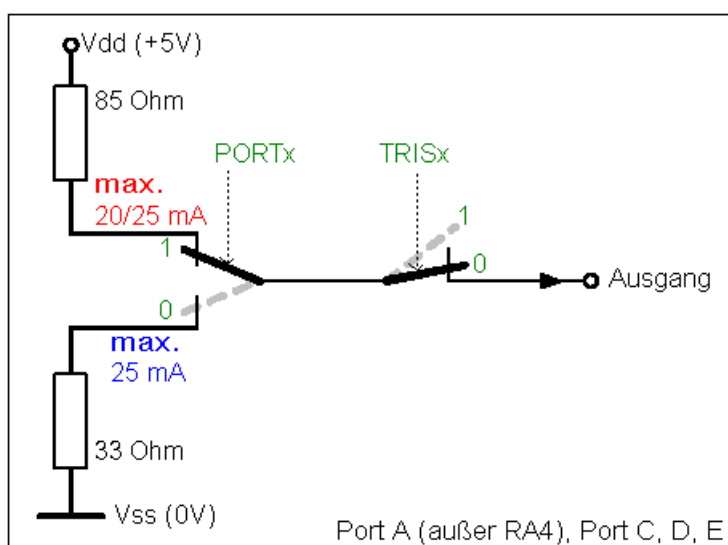 Vdd (+5V)
85 Ohm
PORTx
TRISx
max.
20/25 mA
1
1
0
0
Ausgang
max.
25 mA
33 Ohm
Vss (0V)
Port A (außer RA4), Port C, D, E